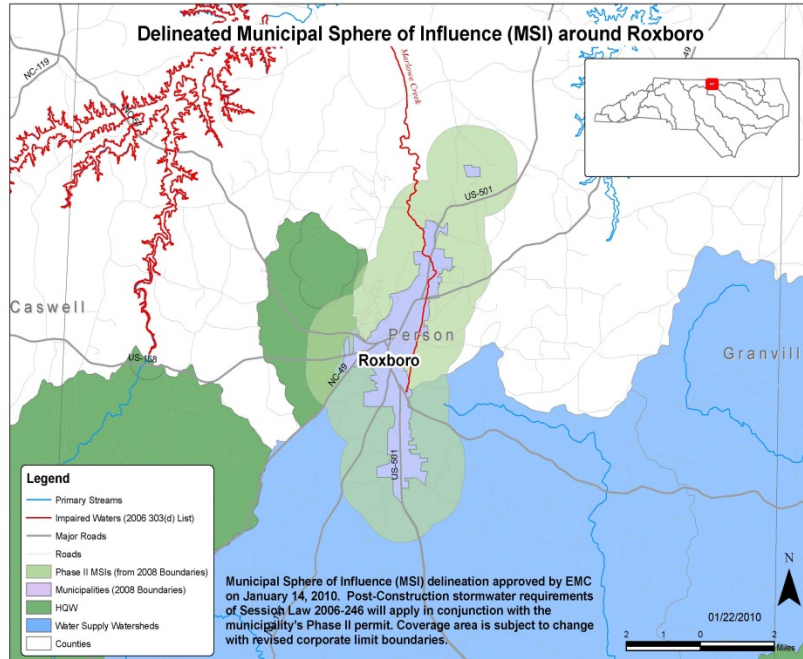 Delineated Municipal Sphere of Influence (MSI) around Roxboro
NC-119
Marlowe Creek
US-501
Caswell
Person
Granvill
US-158
Roxboro
NC-49
US-501
Legend
Primary Streams
Impaired Waters (2006 303(d) List)
Major Roads
Roads
Phase II MSIs (from 2008 Boundaries)
Municipalities (2008 Boundaries)
HQW
Water Supply Watersheds
Counties
Municipal Sphere of Influence (MSI) delineation approved by EMC
on January 14, 2010. Post-Construction stormwater requirements
of Session Law 2006-246 will apply in conjunction with the
municipality's Phase II permit. Coverage area is subject to change
with revised corporate limit boundaries.
N
01/22/2010
2 1 0 2
Miles